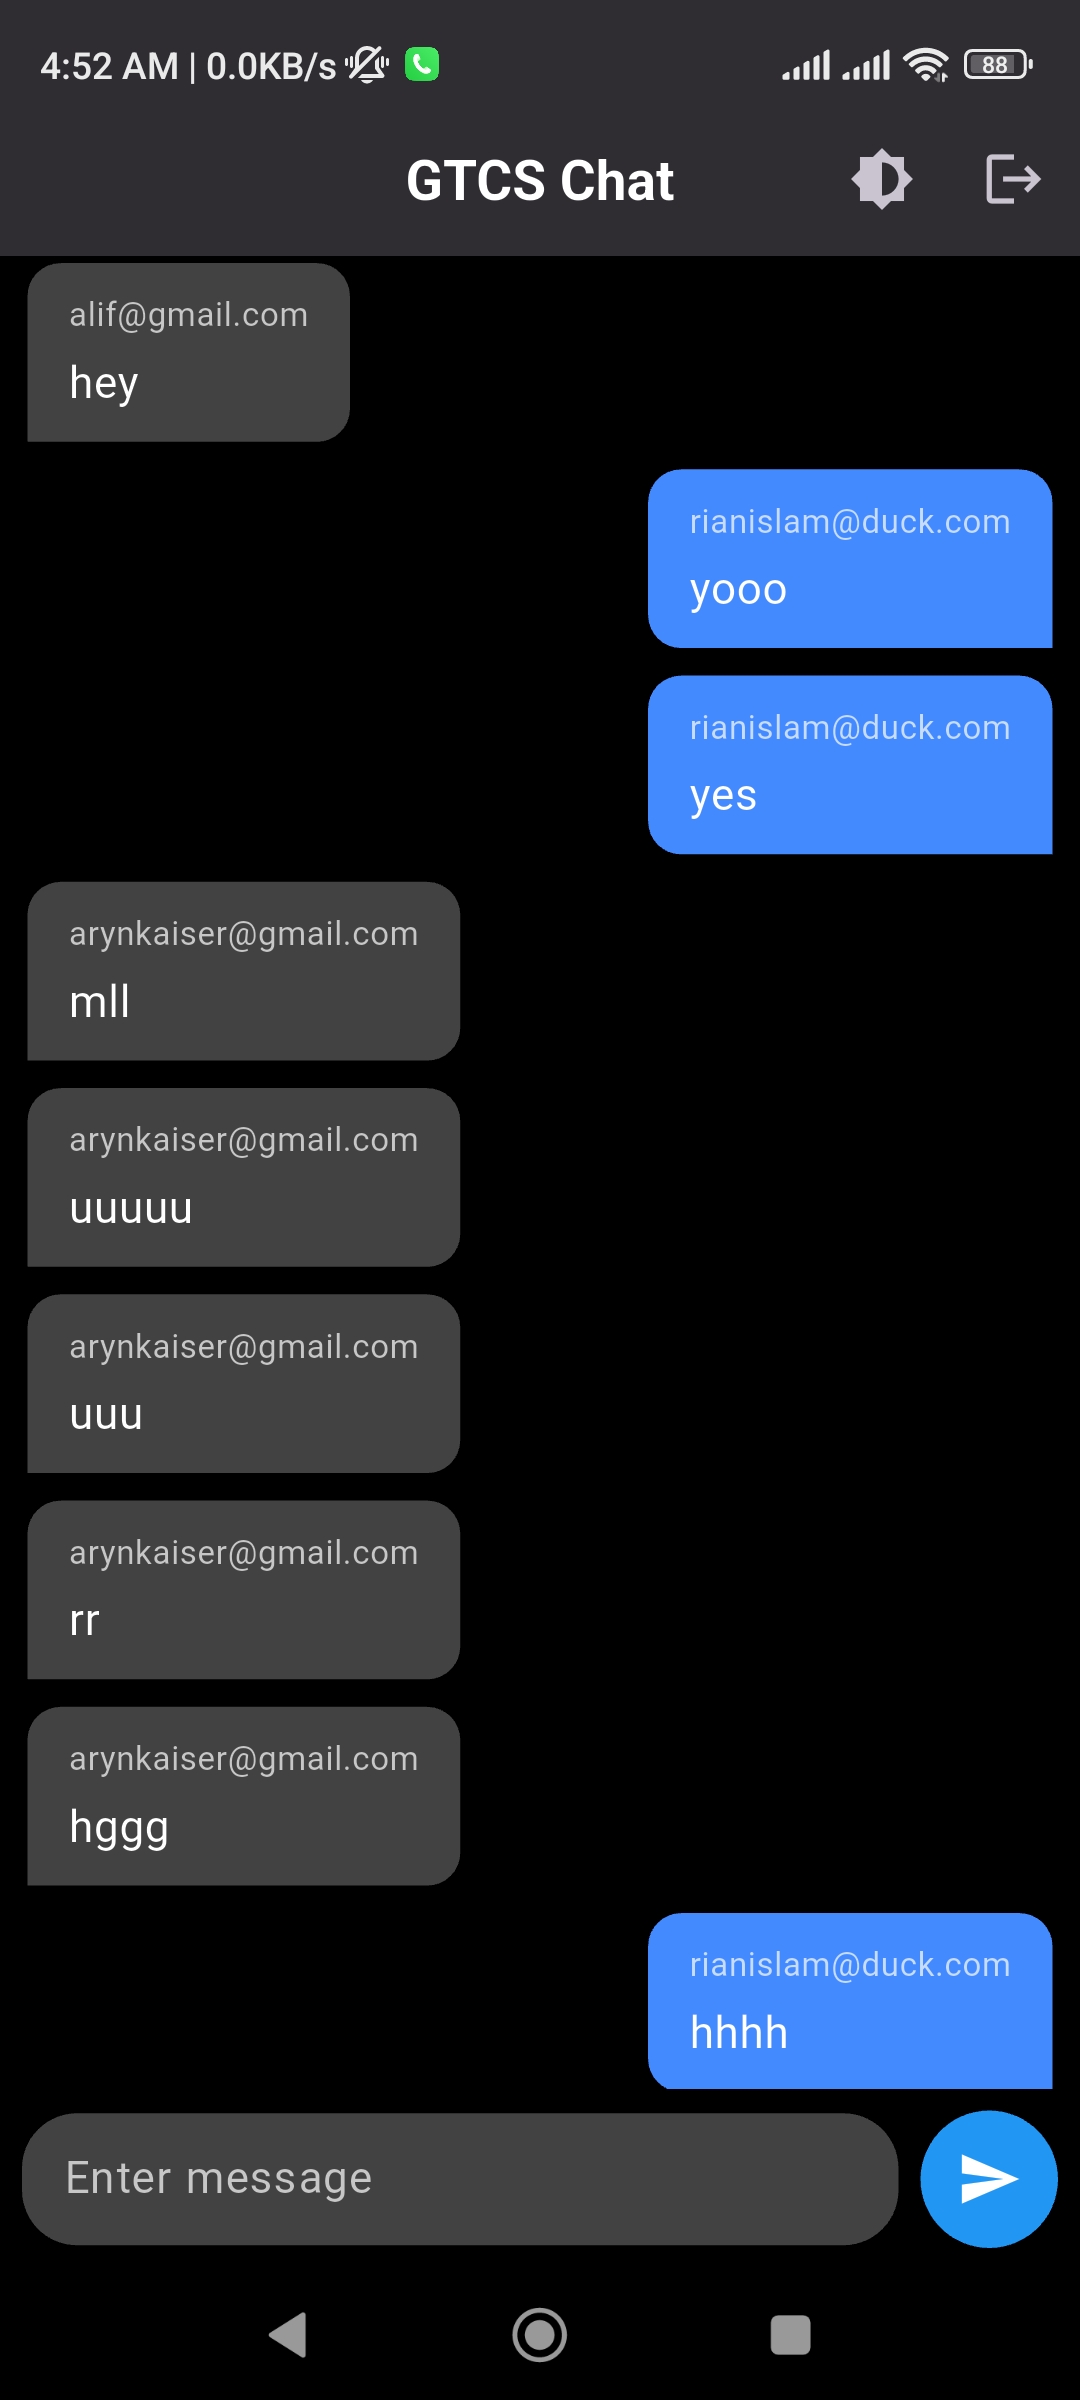 4:52 AM | 0.0KB/s
88
GTCS Chat
alif@gmail.com
hey
rianislam@duck.com
yooo
rianislam@duck.com
yes
arynkaiser@gmail.com
mll
arynkaiser@gmail.com
uuuuu
arynkaiser@gmail.com
uuu
arynkaiser@gmail.com
rr
arynkaiser@gmail.com
hggg
rianislam@duck.com
hhhh
Enter message